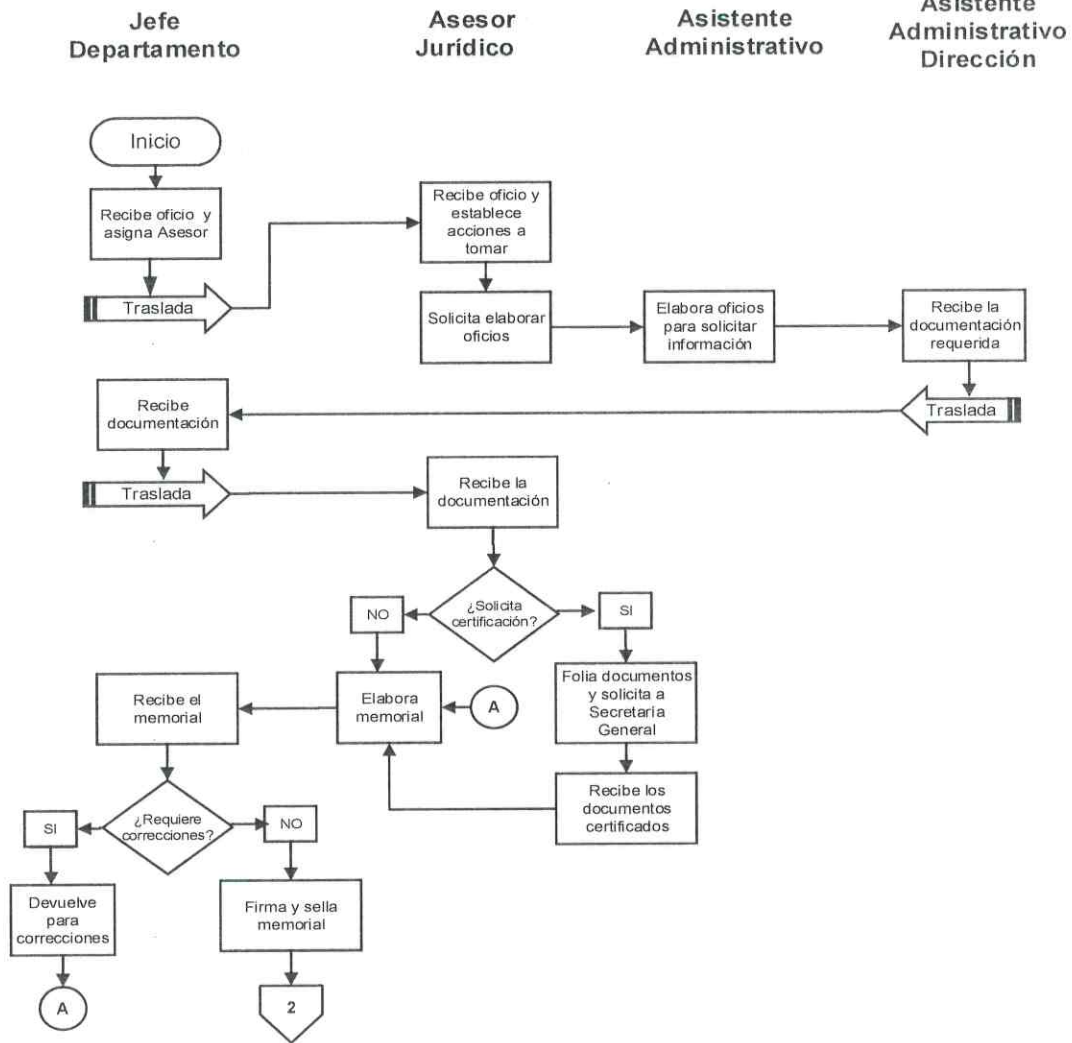 Jefe
Departamento
Asesor
Jurídico
Asistente
Administrativo
Asistente
Administrativo
Dirección
Inicio
Recibe oficio y
asigna Asesor
Traslada
Recibe oficio y
establece
acciones a
tomar
Solicita elaborar
oficios
Elabora oficios
para solicitar
información
Recibe la
documentación
requerida
Traslada
Recibe
documentación
Traslada
Recibe la
documentación
¿Solicita
certificación?
NO
SI
Folia documentos
y solicita a
Secretaría
General
Recibe los
documentos
certificados
Elabora
memorial
A
Recibe el
memorial
¿Requiere
correcciones?
SI
NO
Devuelve
para
correcciones
Firma y sella
memorial
A
2